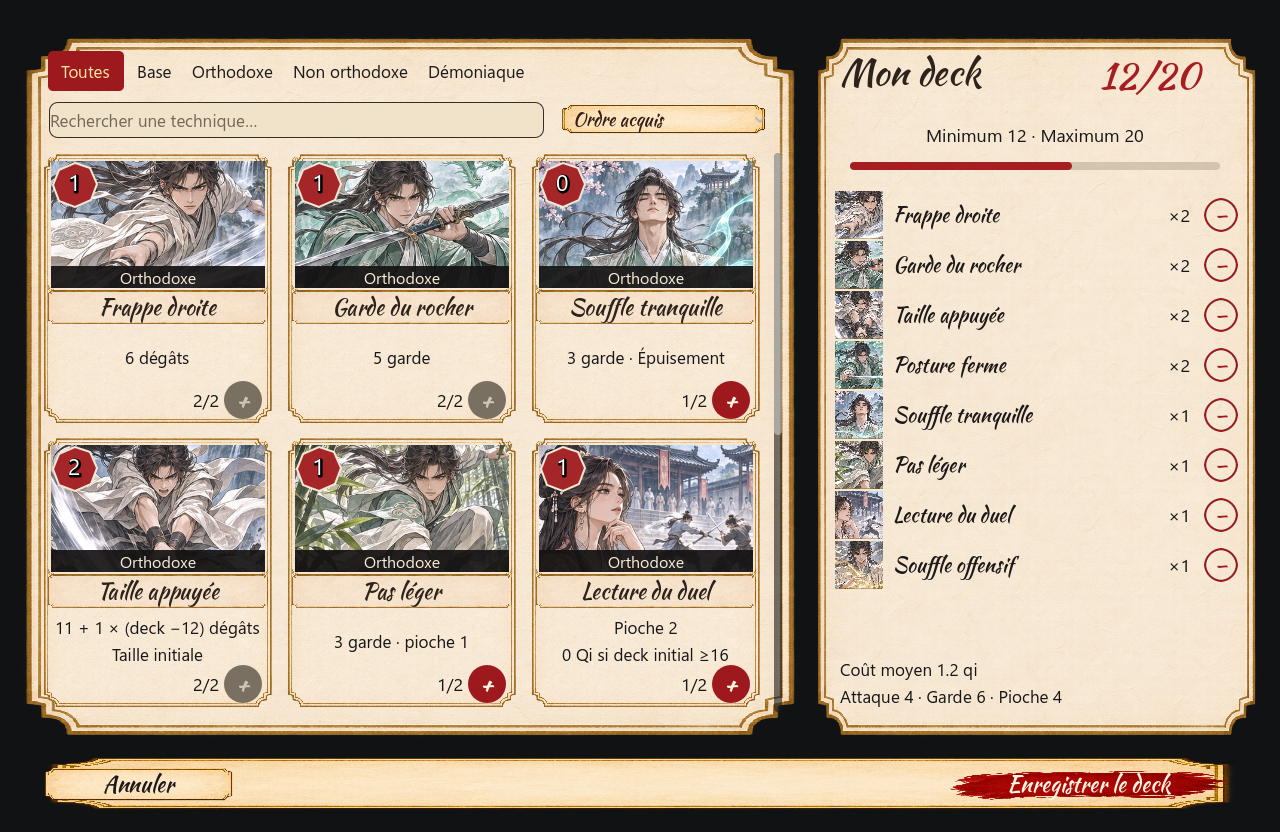 Toutes Base Orthodoxe Non orthodoxe Démoniaque
Rechercher une technique... Ordre acquis
1 1 0
Orthodoxe Orthodoxe Orthodoxe
Frappe droite Garde du rocher Souffle tranquille
6 dégâts 5 garde 3 garde · Épuisement
2/2 + 2/2 + 1/2 +
2 1 1
Orthodoxe Orthodoxe Orthodoxe
Taille appuyée Pas léger Lecture du duel
11 + 1 × (deck −12) dégâts
Taille initiale
3 garde · pioche 1
Pioche 2
0 Qi si deck initial ≥16
2/2 + 1/2 + 1/2 +
Mon deck 12/20
Minimum 12 · Maximum 20
Frappe droite ×2 −
Garde du rocher ×2 −
Taille appuyée ×2 −
Posture ferme ×2 −
Souffle tranquille ×1 −
Pas léger ×1 −
Lecture du duel ×1 −
Souffle offensif ×1 −
Coût moyen 1.2 qi
Attaque 4 · Garde 6 · Pioche 4
Annuler Enregistrer le deck